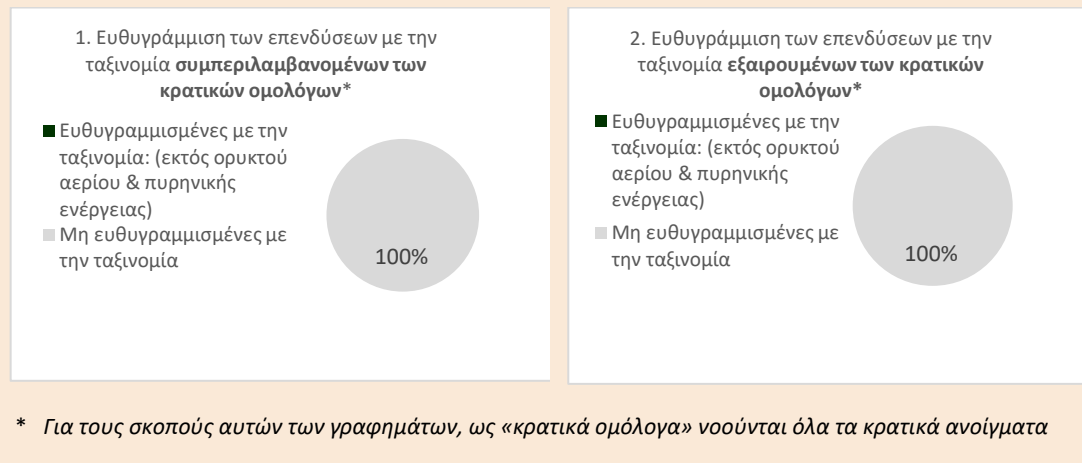 1. Ευθυγράμμιση των επενδύσεων με την
ταξινομία συμπεριλαμβανομένων των
κρατικών ομολόγων*
Ευθυγραμμισμένες με την
ταξινομία: (εκτός ορυκτού
αερίου & πυρηνικής
ενέργειας)
Μη ευθυγραμμισμένες με
την ταξινομία
100%
2. Ευθυγράμμιση των επενδύσεων με την
ταξινομία εξαιρουμένων των κρατικών
ομολόγων*
Ευθυγραμμισμένες με την
ταξινομία: (εκτός ορυκτού
αερίου & πυρηνικής
ενέργειας)
Μη ευθυγραμμισμένες με
την ταξινομία
100%
* Για τους σκοπούς αυτών των γραφημάτων, ως «κρατικά ομόλογα» νοούνται όλα τα κρατικά ανοίγματα